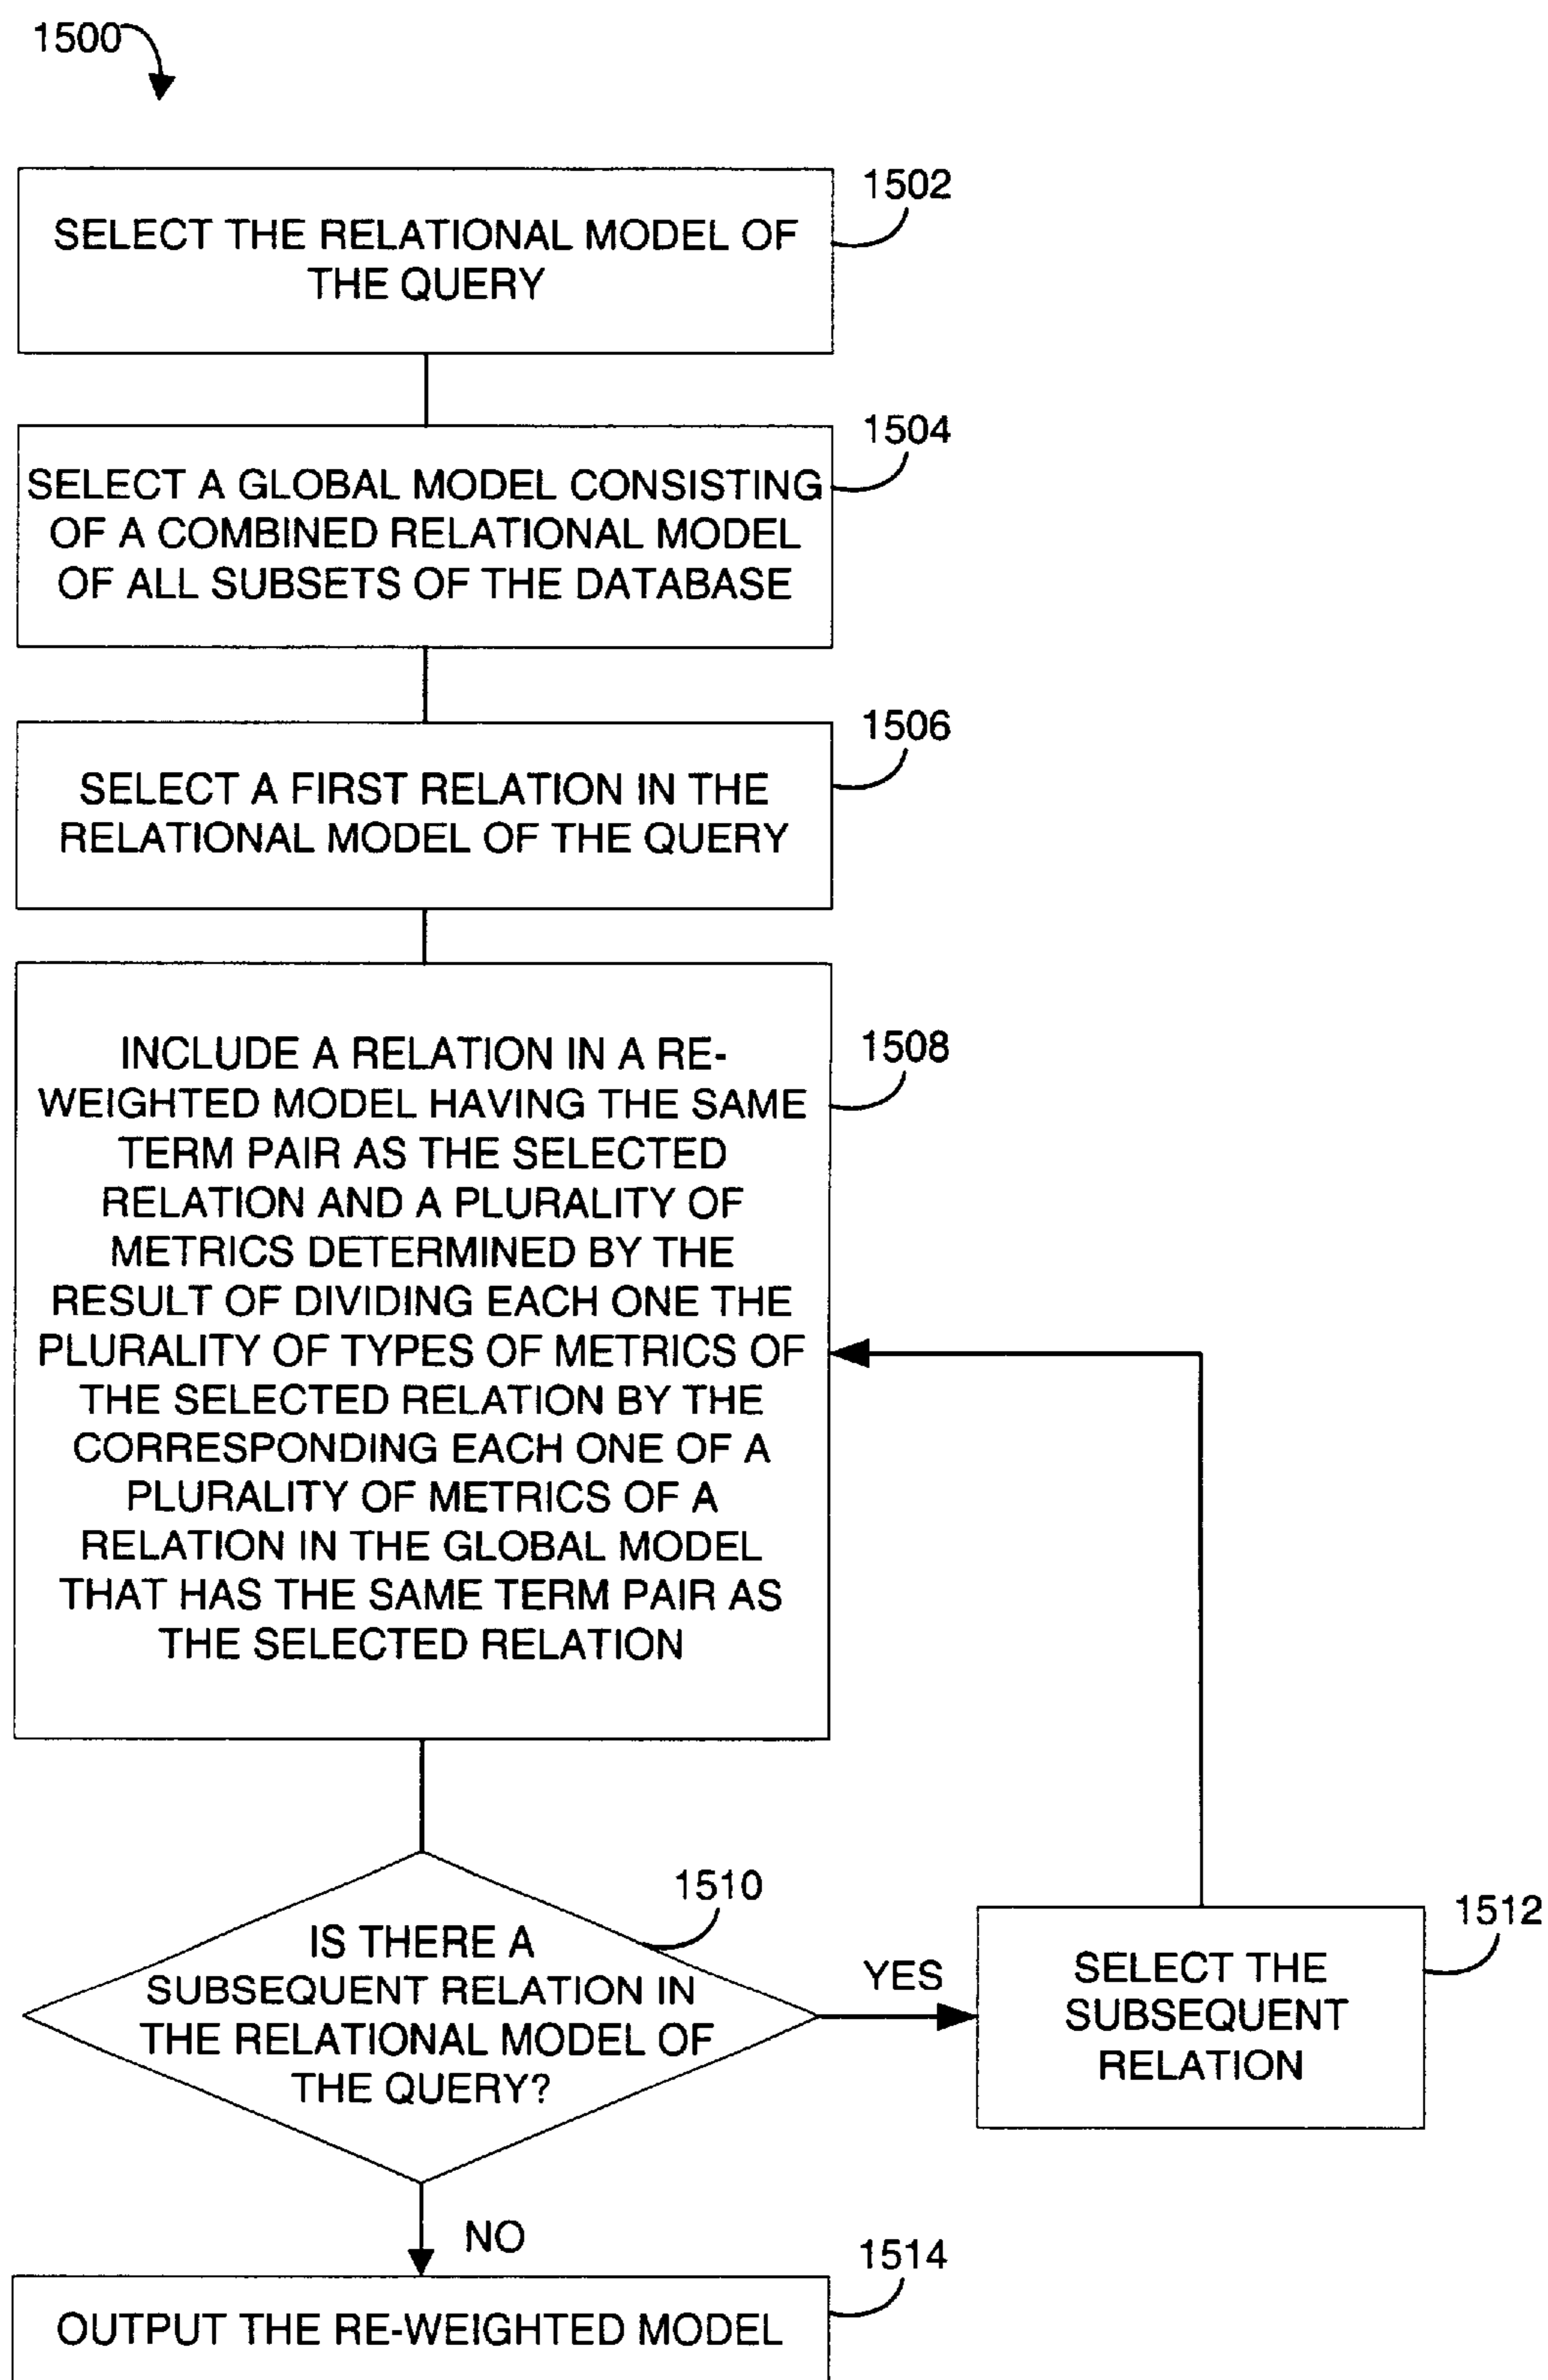 1500
1502
SELECT THE RELATIONAL MODEL OF
THE QUERY
1504
SELECT A GLOBAL MODEL CONSISTING
OF A COMBINED RELATIONAL MODEL
OF ALL SUBSETS OF THE DATABASE
1506
SELECT A FIRST RELATION IN THE
RELATIONAL MODEL OF THE QUERY
1508
INCLUDE A RELATION IN A RE-
WEIGHTED MODEL HAVING THE SAME
TERM PAIR AS THE SELECTED
RELATION AND A PLURALITY OF
METRICS DETERMINED BY THE
RESULT OF DIVIDING EACH ONE THE
PLURALITY OF TYPES OF METRICS OF
THE SELECTED RELATION BY THE
CORRESPONDING EACH ONE OF A
PLURALITY OF METRICS OF A
RELATION IN THE GLOBAL MODEL
THAT HAS THE SAME TERM PAIR AS
THE SELECTED RELATION
1510
IS THERE A
SUBSEQUENT RELATION IN
THE RELATIONAL MODEL OF
THE QUERY?
YES
1512
SELECT THE
SUBSEQUENT
RELATION
NO
1514
OUTPUT THE RE-WEIGHTED MODEL